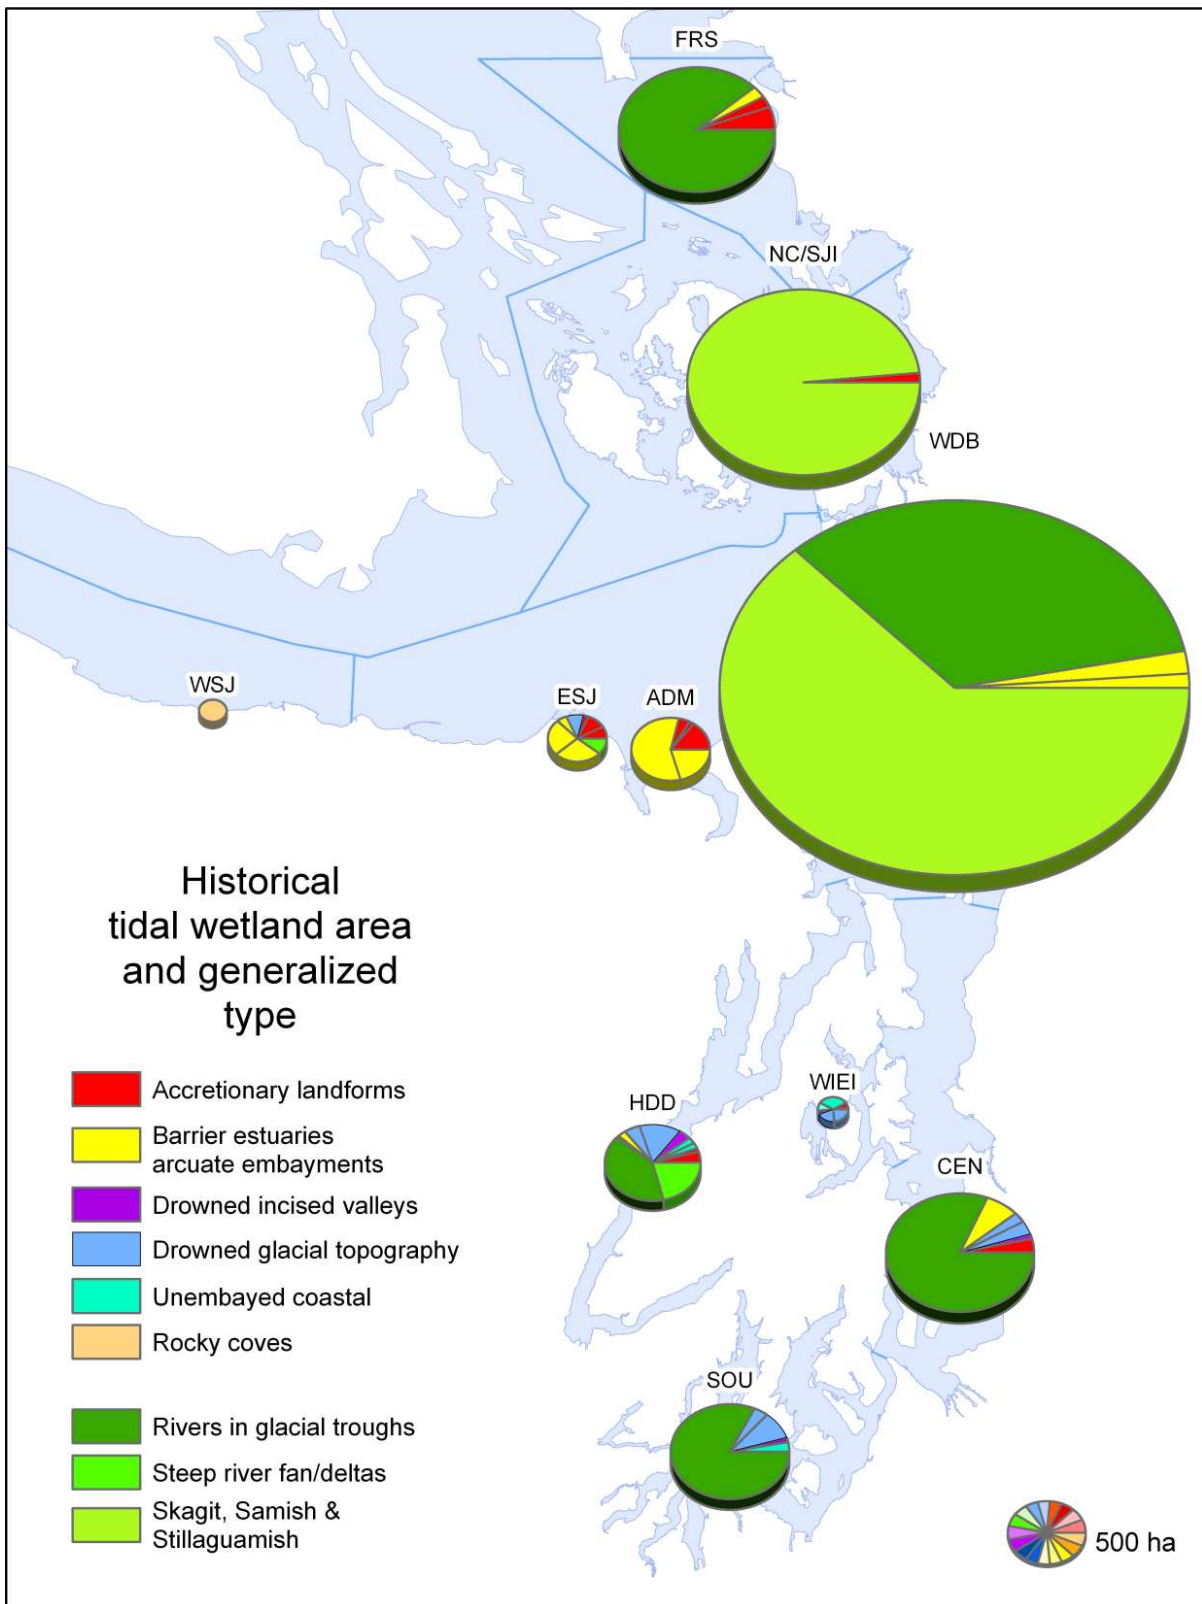 FRS
NC/SJI
WDB
WSJ
ESJ
ADM
Historical
tidal wetland area
and generalized
type
Accretionary landforms
Barrier estuaries
arcuate embayments
Drowned incised valleys
Drowned glacial topography
Unembayed coastal
Rocky coves
Rivers in glacial troughs
Steep river fan/deltas
Skagit, Samish &
Stillaguamish
HDD
WIEI
CEN
SOU
500 ha